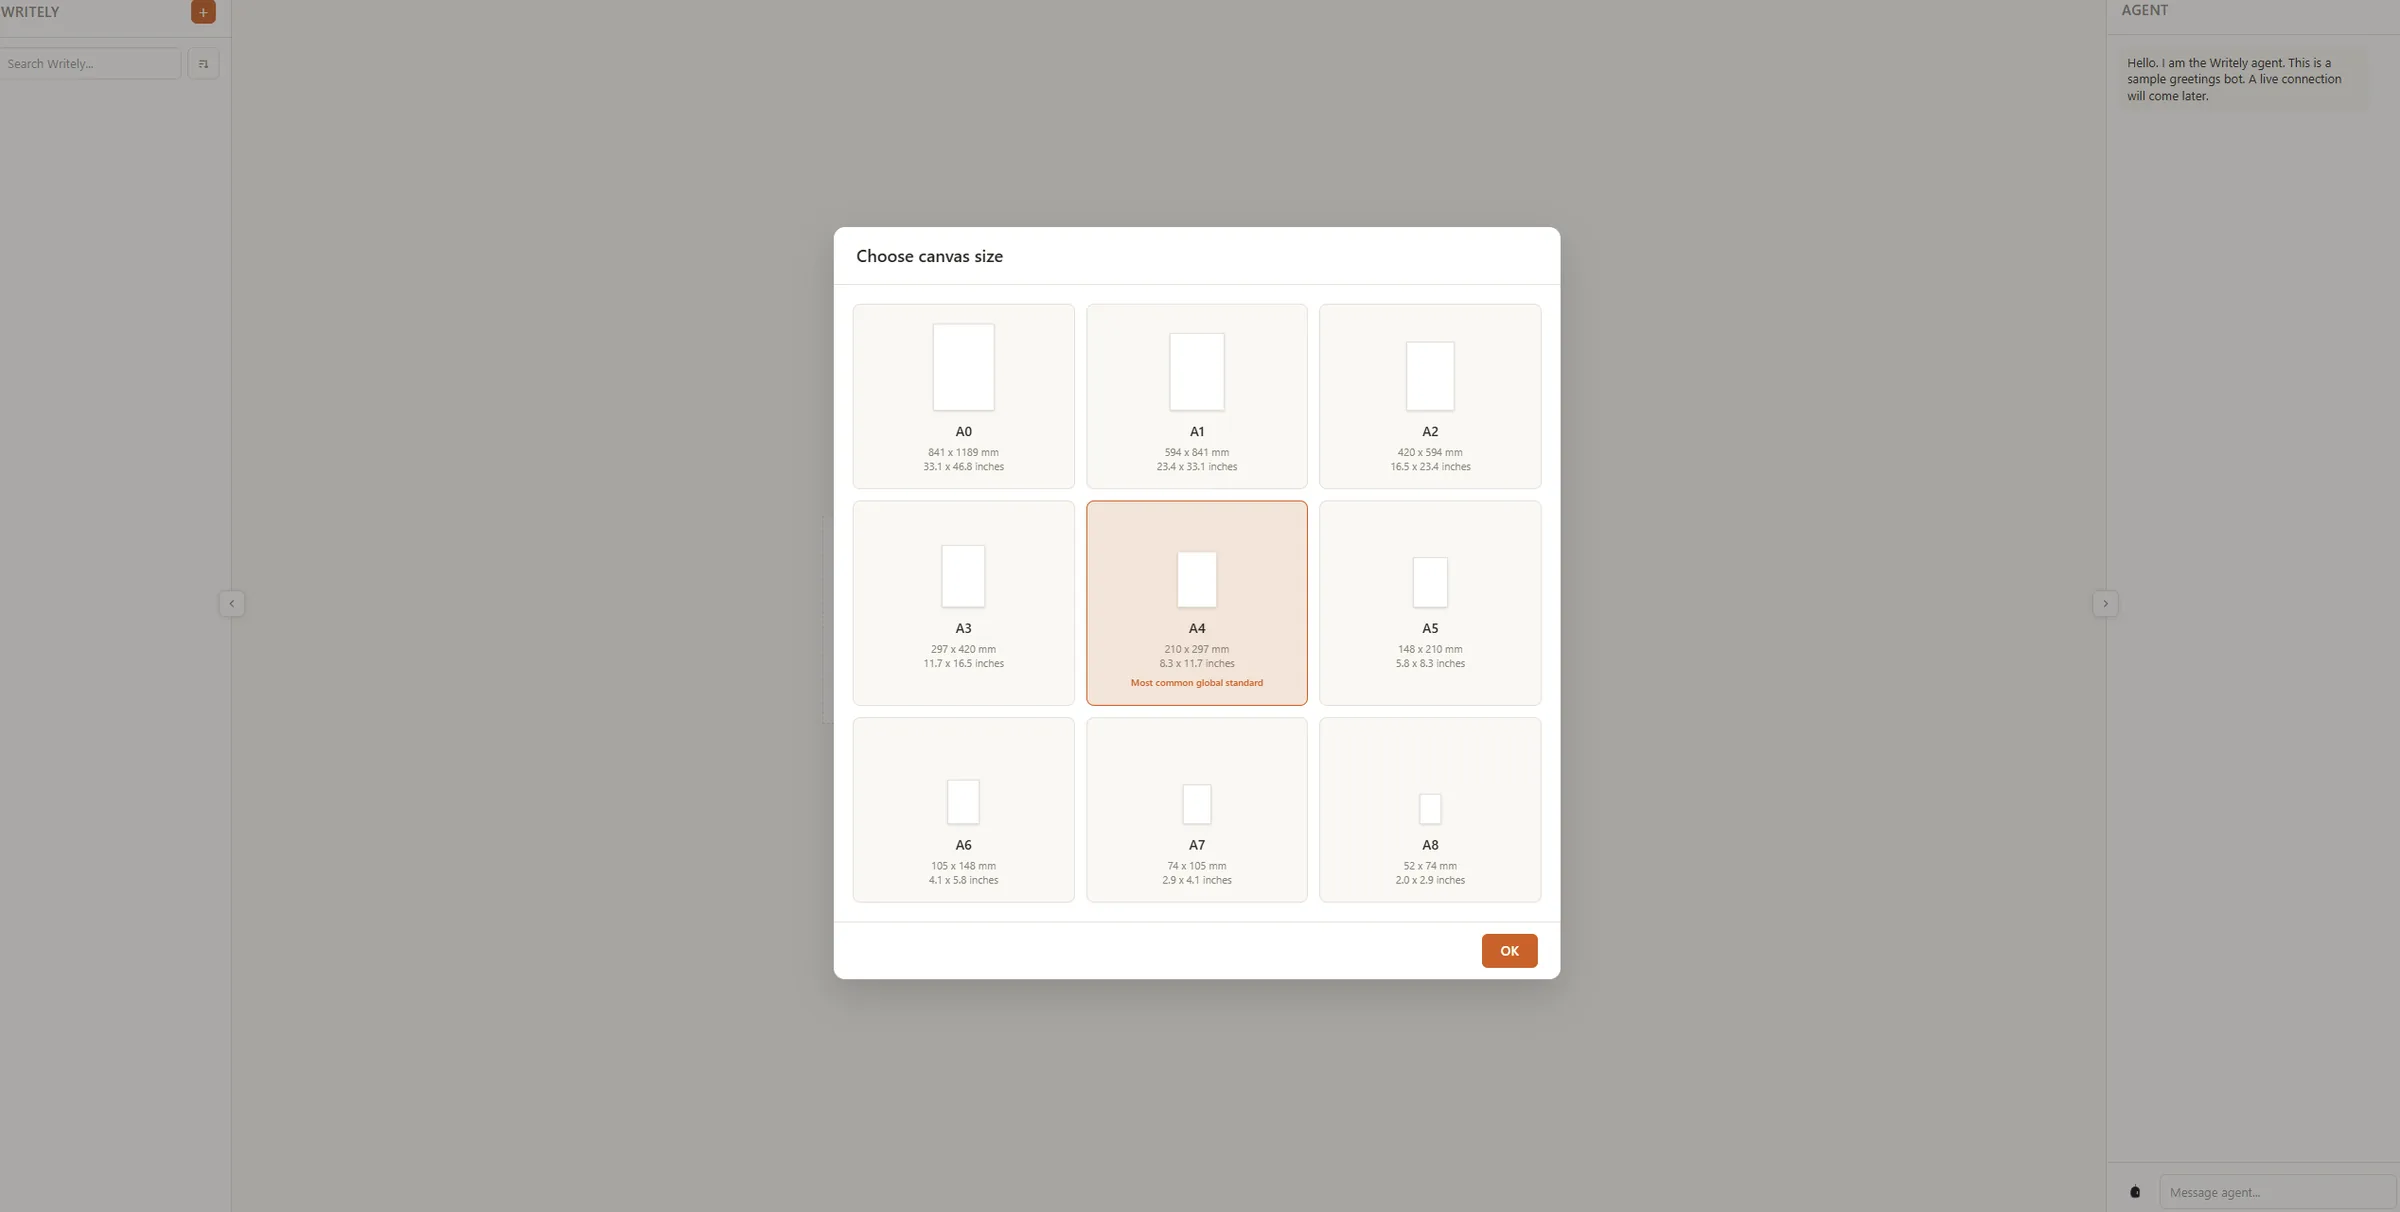 WRITELY
+
Search Writely...
Choose canvas size
A0
841 x 1189 mm
33.1 x 46.8 inches
A1
594 x 841 mm
23.4 x 33.1 inches
A2
420 x 594 mm
16.5 x 23.4 inches
A3
297 x 420 mm
11.7 x 16.5 inches
A4
210 x 297 mm
8.3 x 11.7 inches
Most common global standard
A5
148 x 210 mm
5.8 x 8.3 inches
A6
105 x 148 mm
4.1 x 5.8 inches
A7
74 x 105 mm
2.9 x 4.1 inches
A8
52 x 74 mm
2.0 x 2.9 inches
OK
AGENT
Hello. I am the Writely agent. This is a
sample greetings bot. A live connection
will come later.
Message agent...